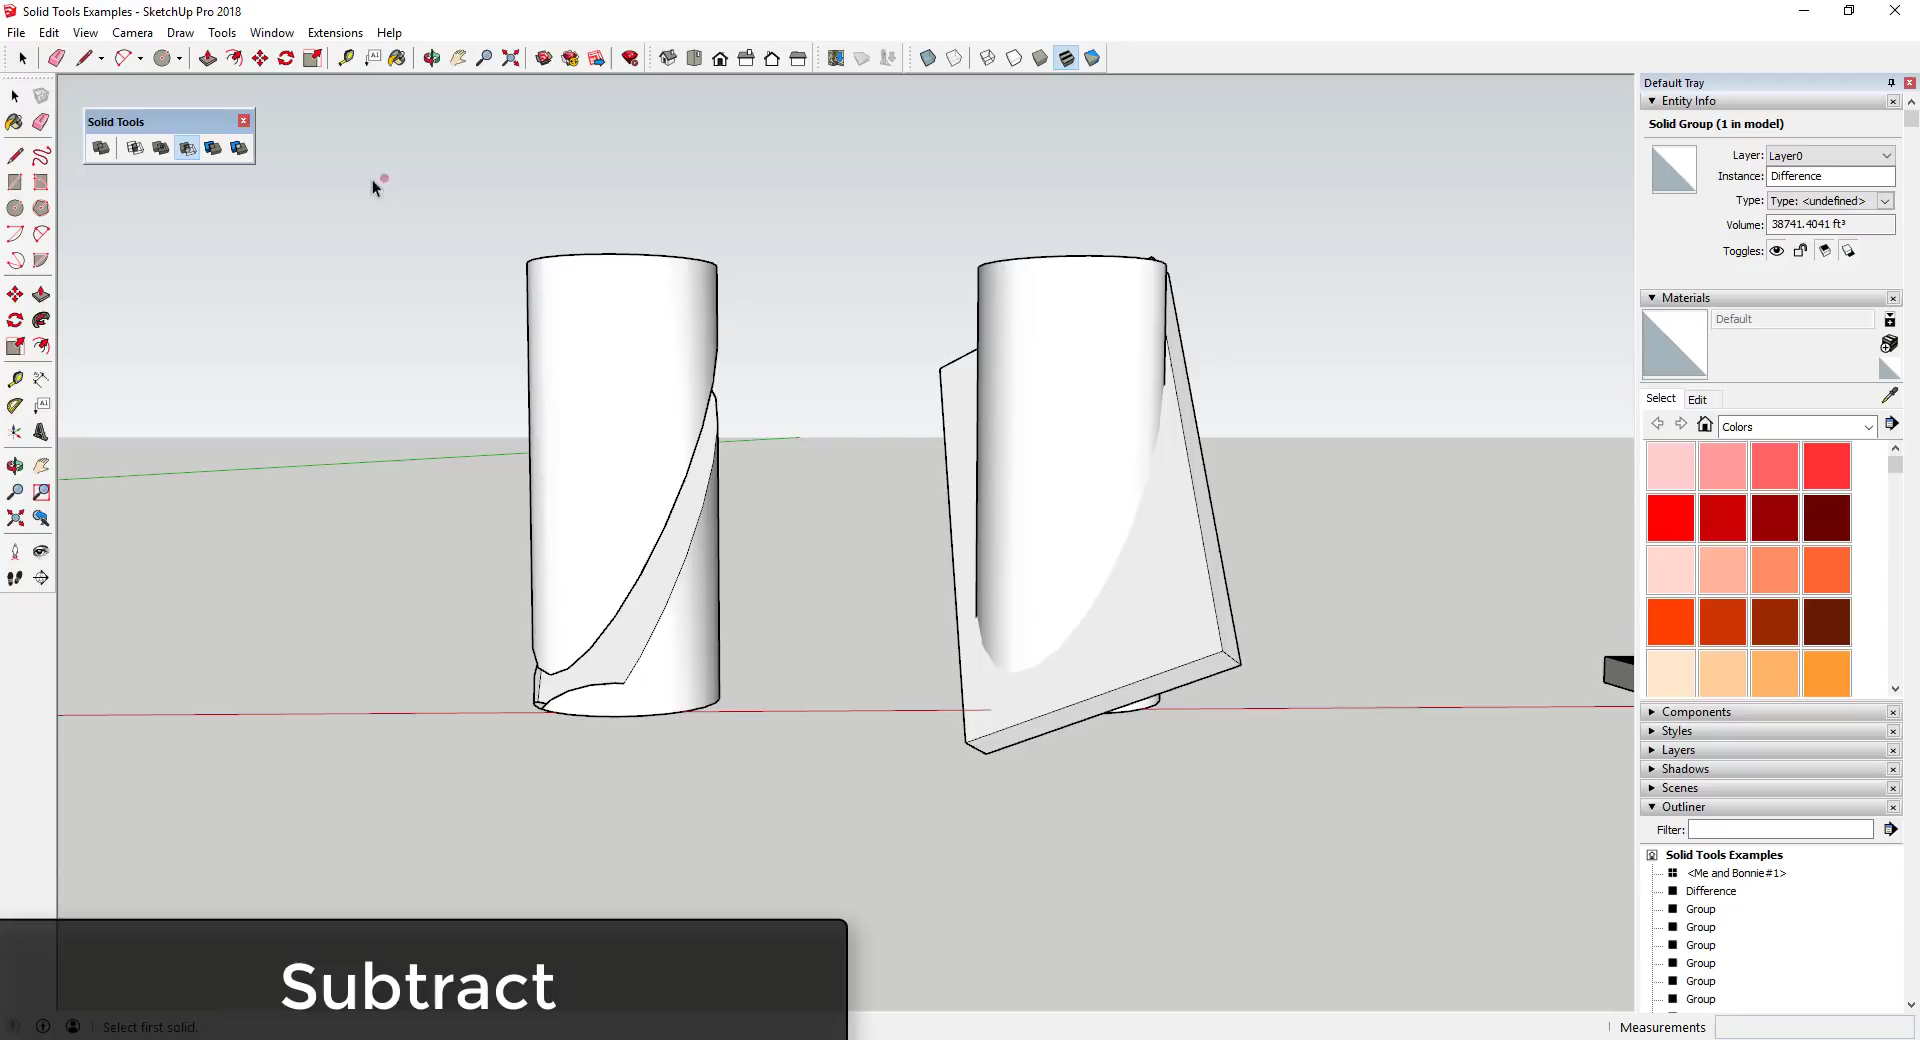 Solid Tools Examples - SketchUp Pro 2018
File Edit View Camera Draw Tools Window Extensions Help
Solid Tools
Default Tray
Entity Info
Solid Group (1 in model)
Layer: Layer0
Instance: Difference
Type: Type: <undefined>
Volume: 38741.4041 ft³
Toggles:
Materials
Default
Select Edit
Colors
Components
Styles
Layers
Shadows
Scenes
Outliner
Filter:
Solid Tools Examples
<Me and Bonnie#1>
Difference
Group
Group
Group
Group
Group
Group
Subtract
Select first solid.
Measurements